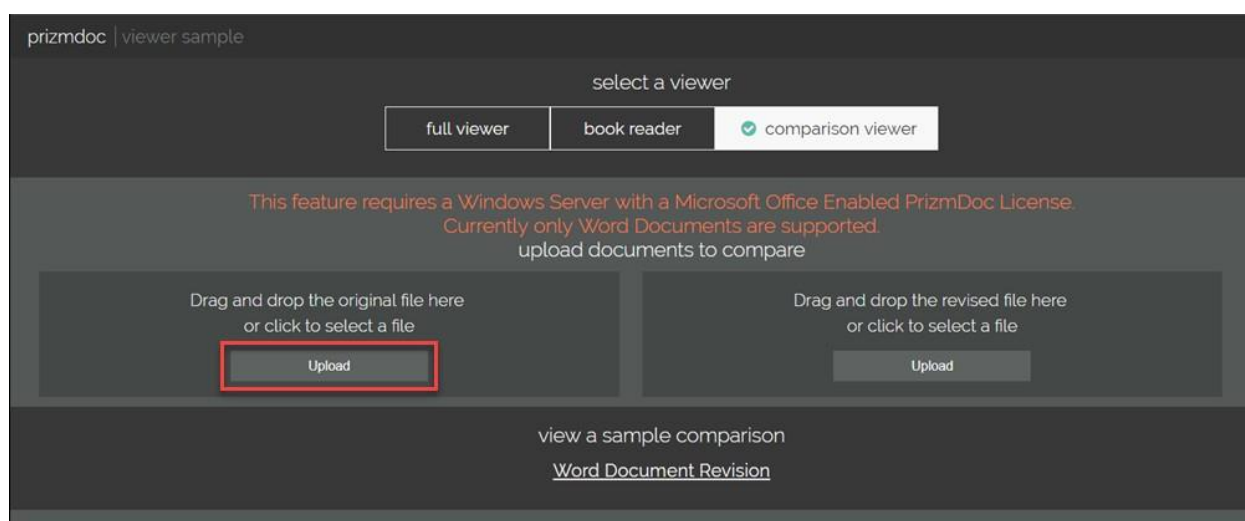 prizmdoc | viewer sample
select a viewer
full viewer
book reader
comparison viewer
This feature requires a Windows Server with a Microsoft Office Enabled PrizmDoc License.
Currently only Word Documents are supported.
upload documents to compare
Drag and drop the original file here
or click to select a file
Upload
Drag and drop the revised file here
or click to select a file
Upload
view a sample comparison
Word Document Revision